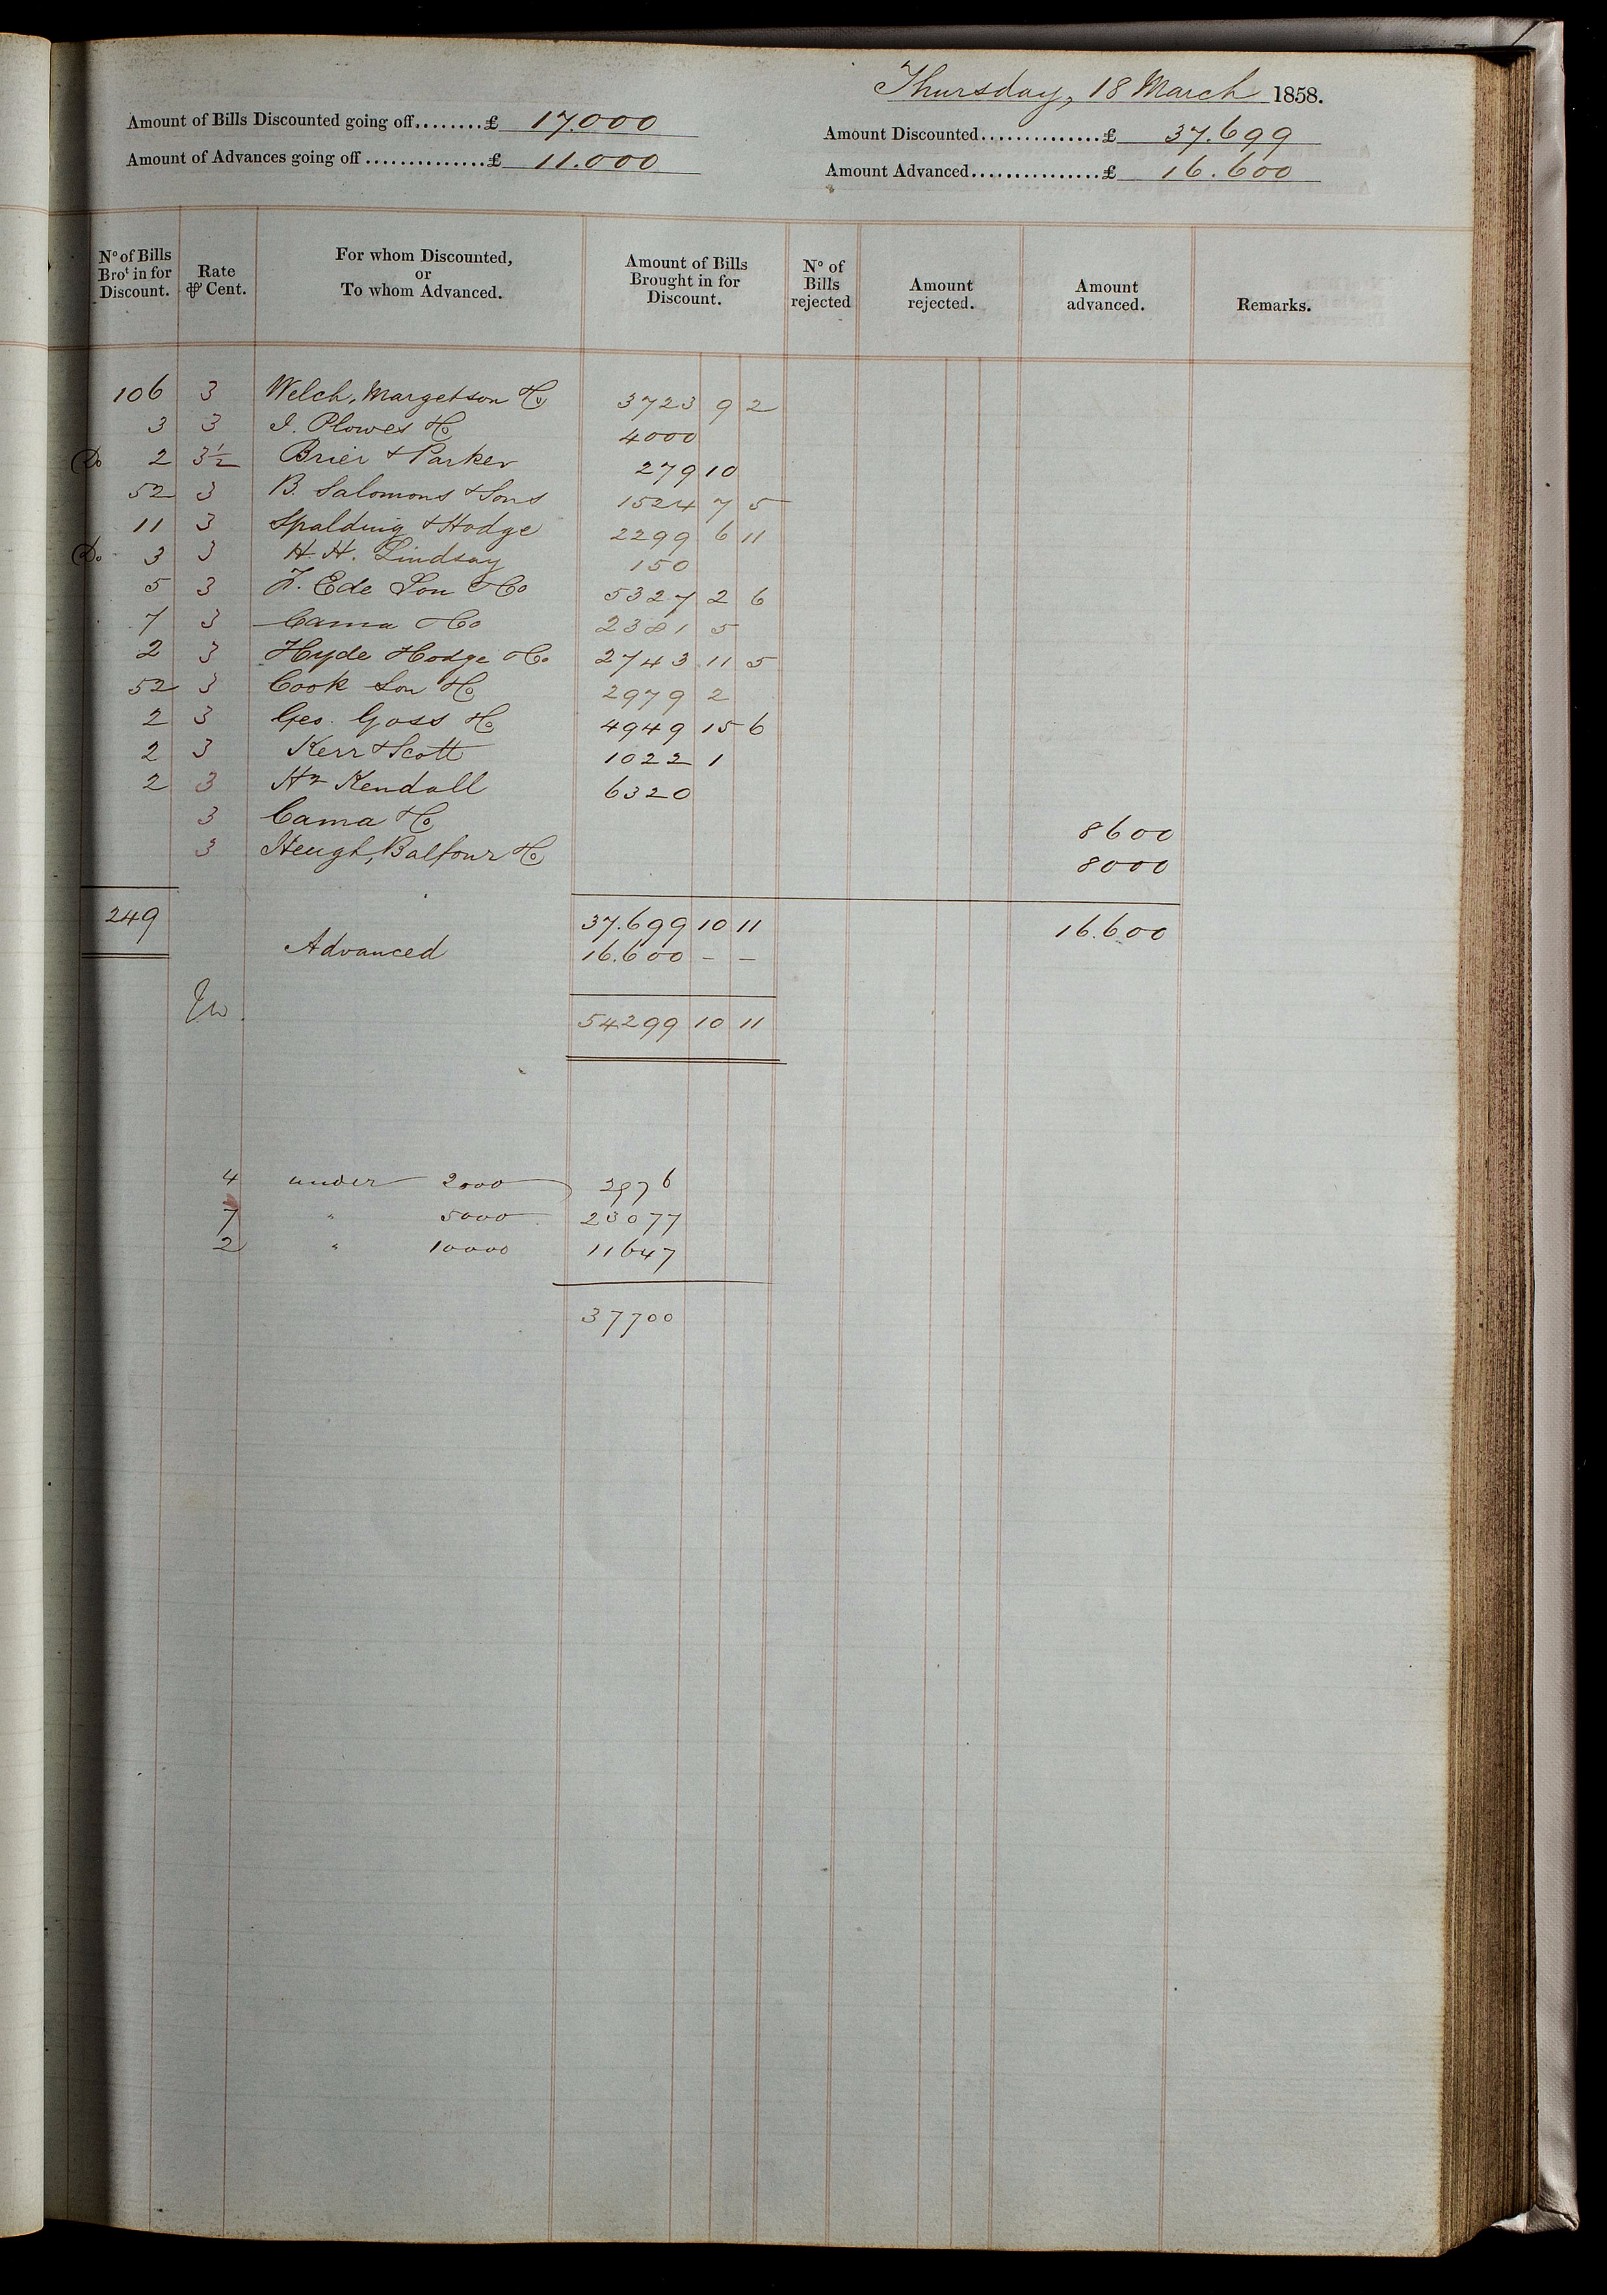 Thursday, 18 March 1858.
Amount of Bills Discounted going off........£ 17.000
Amount Discounted...............£ 37.699
Amount of Advances going off...............£ 11.000
Amount Advanced................£ 16.600
No of Bills Brot in for Discount. Rate ⅌ Cent. For whom Discounted, or To whom Advanced. Amount of Bills Brought in for Discount. No of Bills rejected Amount rejected. Amount advanced. Remarks.
106 3 Welch, Margetson & Co 3723 9 2
3 3 I. Plowes & Co 4000
Do 2 3½ Brier & Parker 279 10
52 3 B. Salomons & Sons 1524 7 5
11 3 Spalding & Hodge 2299 6 11
Do 3 3 H. H. Lindsay 150
5 3 F. Ede Son & Co 5327 2 6
7 3 Cama & Co 2381 5
2 3 Hyde Hodge & Co 2743 11 5
52 3 Cook Son & Co 2979 2
2 3 Geo. Goss & Co 4949 15 6
2 3 Kerr & Scott 1022 1
2 3 Hy Kendall 6320
3 Cama & Co 8600
3 Heugh, Balfour & Co 8000
249 37.699 10 11 16.600
Advanced 16.600 – –
54299 10 11
4 under 2000 2976
7 " 5000 23077
2 " 10000 11647
37700